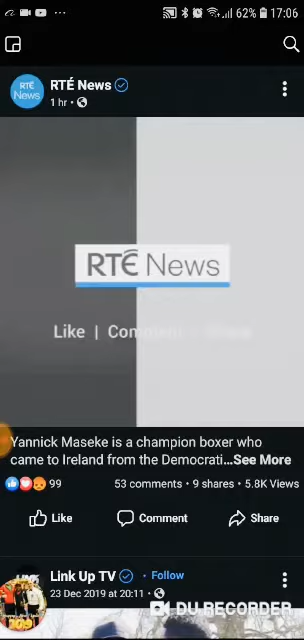 62% 17:06
RTÉ News
RTÉ News
1 hr
RTÉ News
Like | Comment
Yannick Maseke is a champion boxer who
came to Ireland from the Democrati...See More
99 53 comments • 9 shares • 5.8K Views
Like Comment Share
Link Up TV • Follow
23 Dec 2019 at 20:11
DU RECORDER